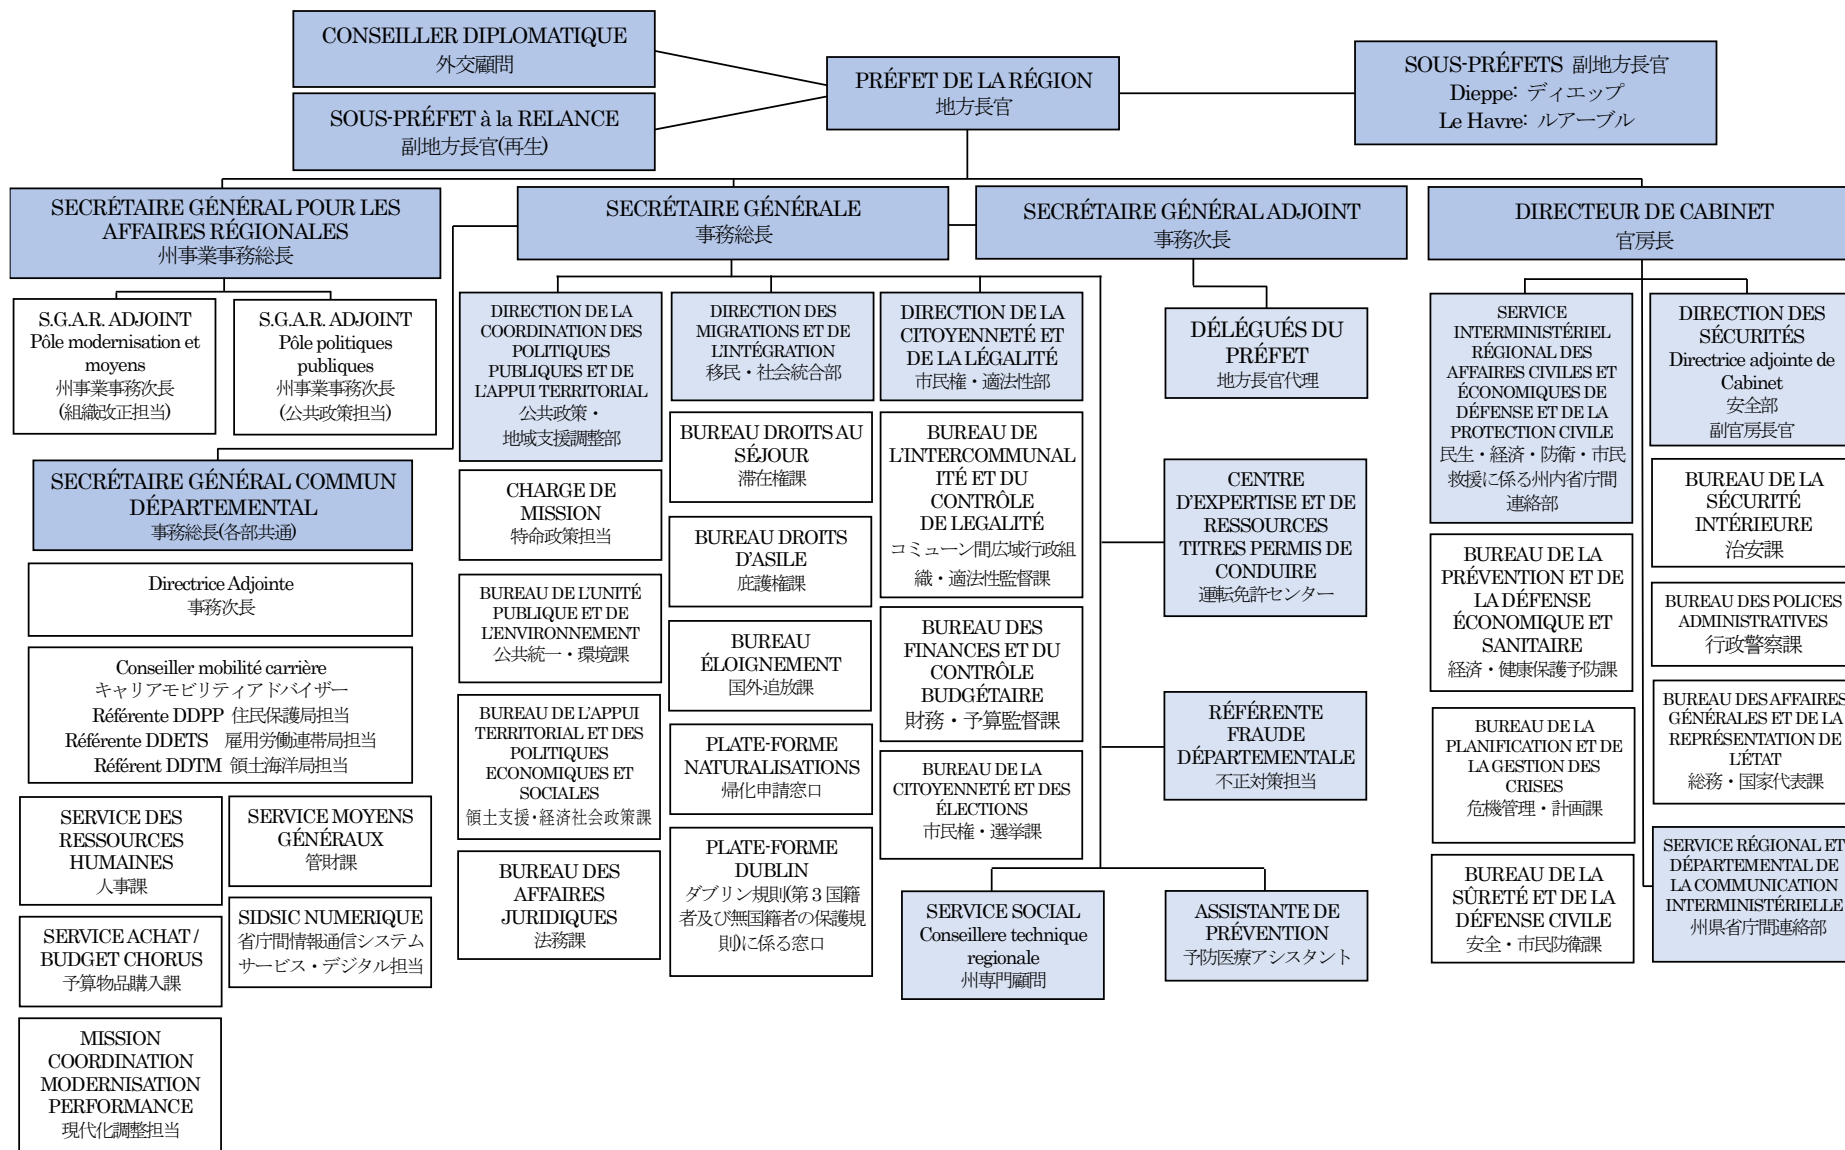 CONSEILLER DIPLOMATIQUE
外交顧問
SOUS-PRÉFET à la RELANCE
副地方長官(再生)
PRÉFET DE LA RÉGION
地方長官
SOUS-PRÉFETS 副地方長官
Dieppe: ディエップ
Le Havre: ルアーブル
SECRÉTAIRE GÉNÉRAL POUR LES
AFFAIRES RÉGIONALES
州事業事務総長
SECRÉTAIRE GÉNÉRALE
事務総長
SECRÉTAIRE GÉNÉRAL ADJOINT
事務次長
DIRECTEUR DE CABINET
官房長
S.G.A.R. ADJOINT
Pôle modernisation et
moyens
州事業事務次長
(組織改正担当)
S.G.A.R. ADJOINT
Pôle politiques
publiques
州事業事務次長
(公共政策担当)
SECRÉTAIRE GÉNÉRAL COMMUN
DÉPARTEMENTAL
事務総長(各部共通)
Directrice Adjointe
事務次長
Conseiller mobilité carrière
キャリアモビリティアドバイザー
Référente DDPP 住民保護局担当
Référente DDETS 雇用労働連帯局担当
Référent DDTM 領土海洋局担当
SERVICE DES
RESSOURCES
HUMAINES
人事課
SERVICE MOYENS
GÉNÉRAUX
管財課
SERVICE ACHAT /
BUDGET CHORUS
予算物品購入課
SIDSIC NUMERIQUE
省庁間情報通信システム
サービス・デジタル担当
MISSION
COORDINATION
MODERNISATION
PERFORMANCE
現代化調整担当
DIRECTION DE LA
COORDINATION DES
POLITIQUES
PUBLIQUES ET DE
L'APPUI TERRITORIAL
公共政策・
地域支援調整部
CHARGE DE
MISSION
特命政策担当
BUREAU DE L'UNITÉ
PUBLIQUE ET DE
L'ENVIRONNEMENT
公共統一・環境課
BUREAU DE L'APPUI
TERRITORIAL ET DES
POLITIQUES
ECONOMIQUES ET
SOCIALES
領土支援・経済社会政策課
BUREAU DES
AFFAIRES
JURIDIQUES
法務課
DIRECTION DES
MIGRATIONS ET DE
L'INTÉGRATION
移民・社会統合部
BUREAU DROITS AU
SÉJOUR
滞在権課
BUREAU DROITS
D'ASILE
庇護権課
BUREAU
ÉLOIGNEMENT
国外追放課
PLATE-FORME
NATURALISATIONS
帰化申請窓口
PLATE-FORME
DUBLIN
ダブリン規則(第3国籍
者及び無国籍者の保護規
則)に係る窓口
DIRECTION DE LA
CITOYENNETÉ ET
DE LA LÉGALITÉ
市民権・適法性部
BUREAU DE
L'INTERCOMMUNAL
ITÉ ET DU
CONTRÔLE
DE LEGALITÉ
コミューン間広域行政組
織・適法性監督課
BUREAU DES
FINANCES ET DU
CONTRÔLE
BUDGÉTAIRE
財務・予算監督課
BUREAU DE LA
CITOYENNETÉ ET DES
ÉLECTIONS
市民権・選挙課
SERVICE SOCIAL
Conseillere technique
regionale
州専門顧問
DÉLÉGUÉS DU
PRÉFET
地方長官代理
CENTRE
D'EXPERTISE ET DE
RESSOURCES
TITRES PERMIS DE
CONDUIRE
運転免許センター
RÉFÉRENTE
FRAUDE
DÉPARTEMENTALE
不正対策担当
ASSISTANTE DE
PRÉVENTION
予防医療アシスタント
SERVICE
INTERMINISTÉRIEL
RÉGIONAL DES
AFFAIRES CIVILES ET
ÉCONOMIQUES DE
DÉFENSE ET DE LA
PROTECTION CIVILE
民生・経済・防衛・市民
救援に係る州内省庁間
連絡部
BUREAU DE LA
PRÉVENTION ET DE
LA DÉFENSE
ÉCONOMIQUE ET
SANITAIRE
経済・健康保護予防課
BUREAU DE LA
PLANIFICATION ET DE
LA GESTION DES
CRISES
危機管理・計画課
BUREAU DE LA
SÛRETÉ ET DE LA
DÉFENSE CIVILE
安全・市民防衛課
DIRECTION DES
SÉCURITÉS
Directrice adjointe de
Cabinet
安全部
副官房長官
BUREAU DE LA
SÉCURITÉ
INTÉRIEURE
治安課
BUREAU DES POLICES
ADMINISTRATIVES
行政警察課
BUREAU DES AFFAIRES
GÉNÉRALES ET DE LA
REPRÉSENTATION DE
L'ÉTAT
総務・国家代表課
SERVICE RÉGIONAL ET
DÉPARTEMENTAL DE
LA COMMUNICATION
INTERMINISTÉRIELLE
州県省庁間連絡部